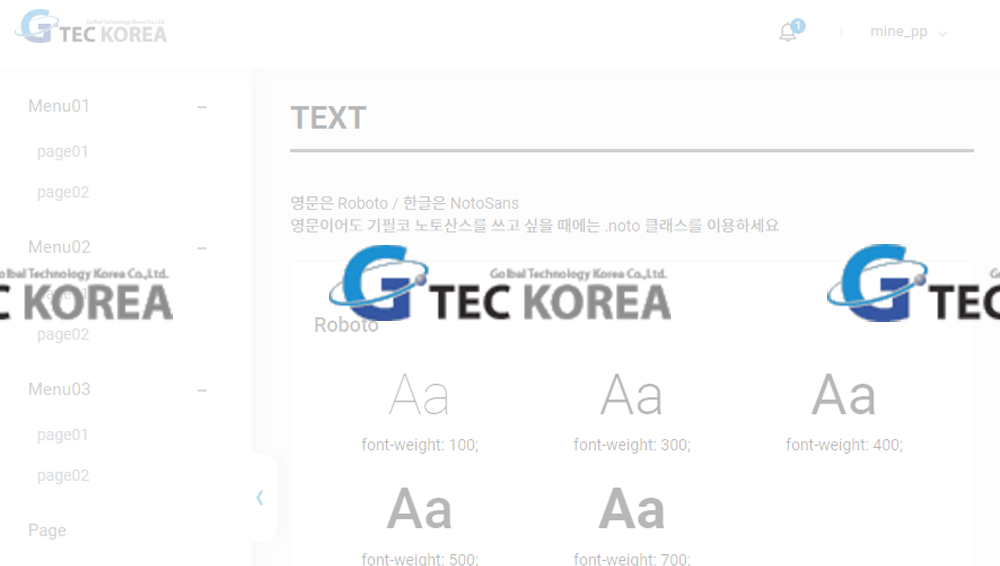 Golbal Technology Korea Co.,Ltd.
G TEC KOREA
1
mine_pp
Menu01
page01
page02
Menu02
page02
Menu03
page01
page02
Page
TEXT
영문은 Roboto / 한글은 NotoSans
영문이어도 기필코 노토산스를 쓰고 싶을 때에는 .noto 클래스를 이용하세요
olbal Technology Korea Co.,Ltd.
C KOREA
Golbal Technology Korea Co.,Ltd.
G TEC KOREA
G
G TEC
Roboto
Aa Aa Aa
font-weight: 100; font-weight: 300; font-weight: 400;
Aa Aa
font-weight: 500; font-weight: 700;